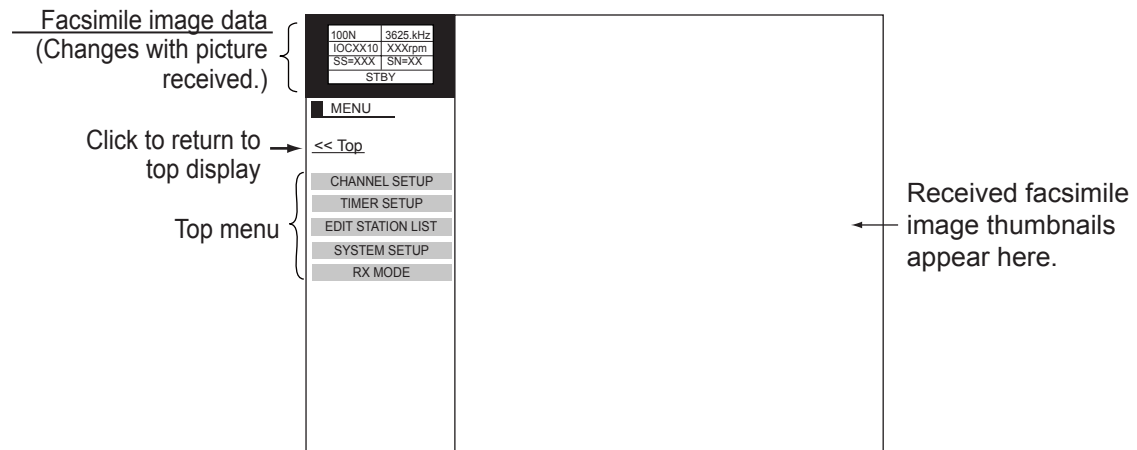 Facsimile image data
(Changes with picture
received.)
100N 3625.kHz
IOCXX10 XXXrpm
SS=XXX SN=XX
STBY
MENU
Click to return to
top display
<< Top
Top menu
CHANNEL SETUP
TIMER SETUP
EDIT STATION LIST
SYSTEM SETUP
RX MODE
Received facsimile
image thumbnails
appear here.